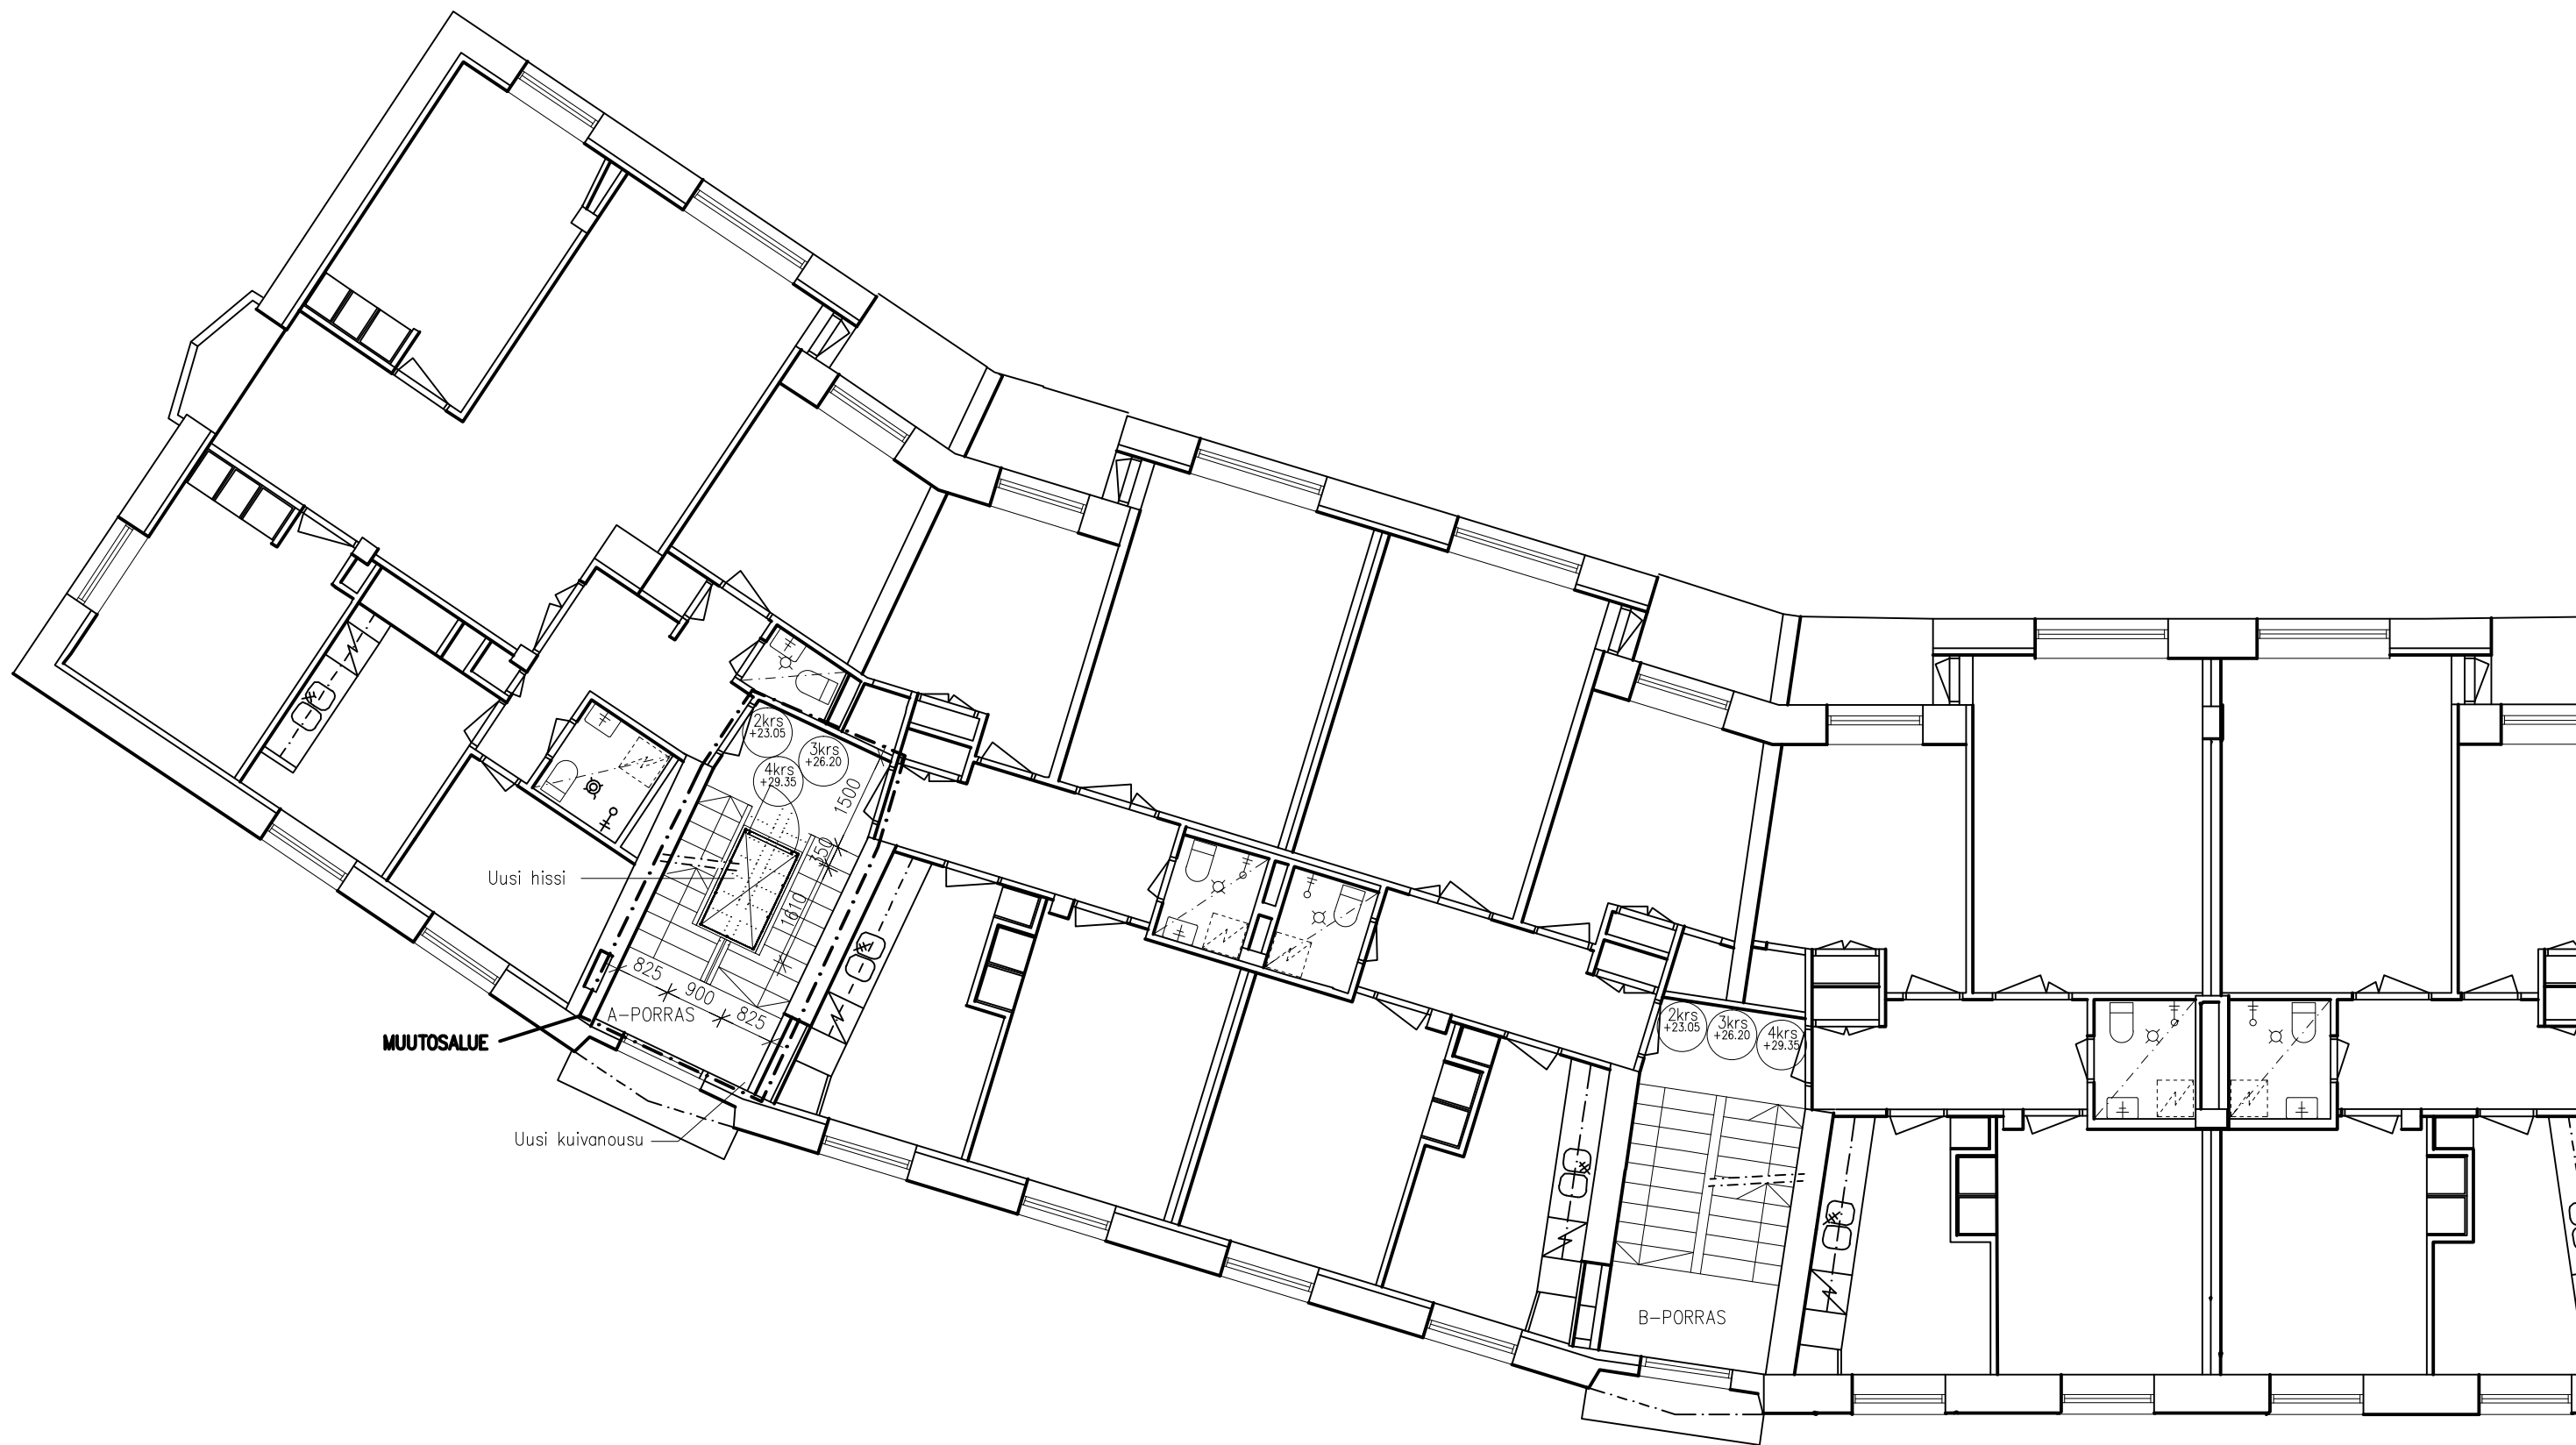 2krs
+23.05
3krs
+26.20
4krs
+29.35
1500
350
1610
Uusi hissi
825
900
825
A-PORRAS
MUUTOSALUE
Uusi kuivanousu
2krs
+23.05
3krs
+26.20
4krs
+29.35
B-PORRAS